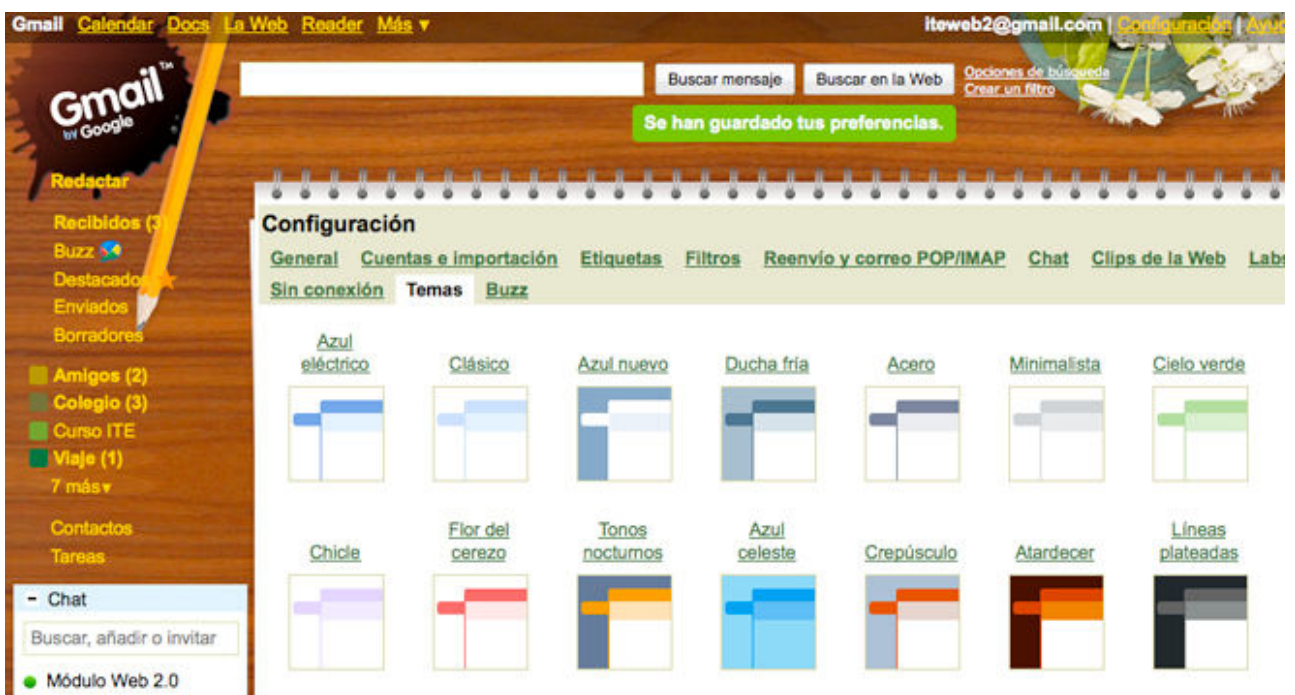 Gmail Calendar Docs La Web Reader Más ▼
iteweb2@gmail.com | Configuración |
Gmail™
by Google
Buscar mensaje Buscar en la Web
Opciones de búsqueda
Crear un filtro
Se han guardado tus preferencias.
Redactar
Recibidos (3)
Buzz
Destacados
Enviados
Borradores
Amigos (2)
Colegio (3)
Curso ITE
Viaje (1)
7 más ▾
Contactos
Tareas
- Chat
Buscar, añadir o invitar
Módulo Web 2.0
Configuración
General Cuentas e importación Etiquetas Filtros Reenvío y correo POP/IMAP Chat Clips de la Web Labs
Sin conexión Temas Buzz
Azul eléctrico Clásico Azul nuevo Ducha fría Acero Minimalista Cielo verde
Chicle Flor del cerezo Tonos nocturnos Azul celeste Crepúsculo Atardecer Líneas plateadas